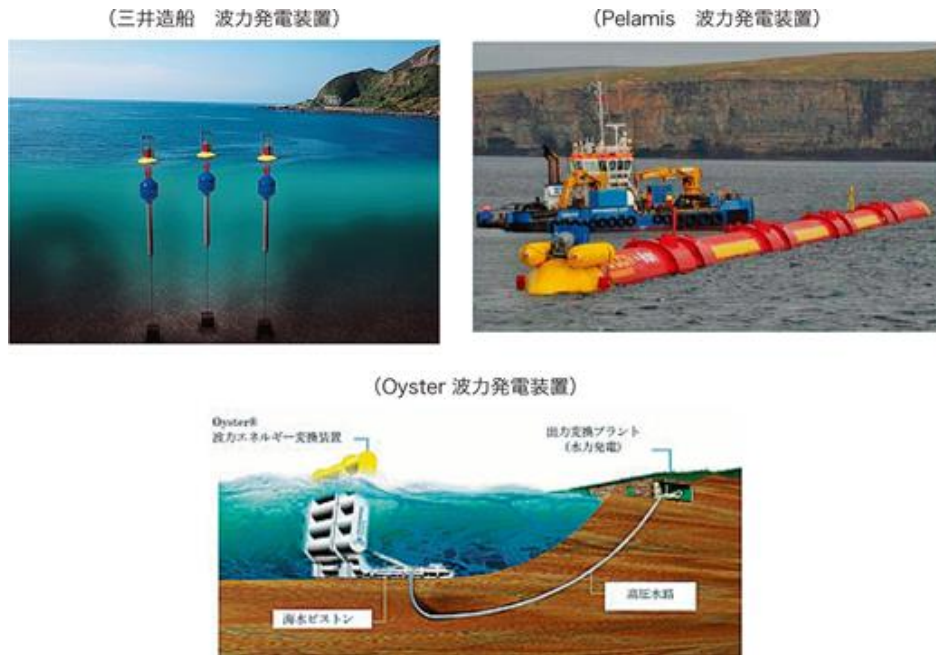 （三井造船　波力発電装置）
（Pelamis　波力発電装置）
（Oyster 波力発電装置）
Oyster®
波力エネルギー変換装置
出力変換プラント
（水力発電）
海水ピストン
高圧水路